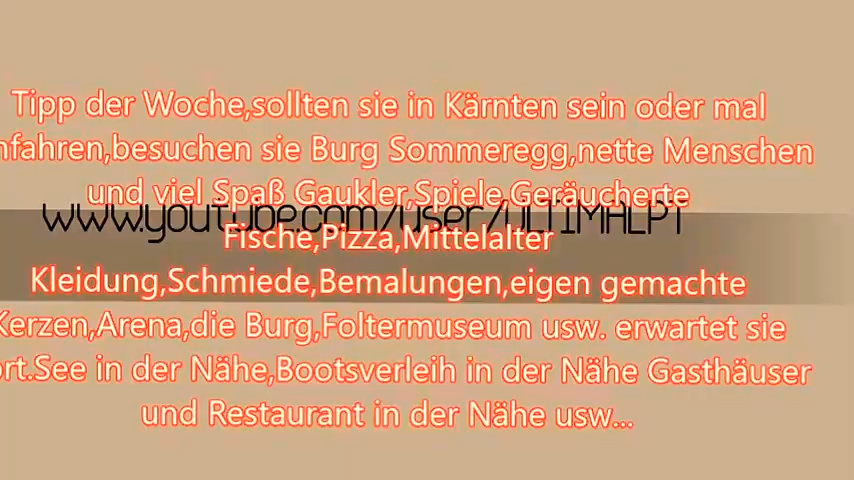 Tipp der Woche,sollten sie in Kärnten sein oder mal
nfahren,besuchen sie Burg Sommeregg,nette Menschen
und viel Spaß Gaukler,Spiele,Geräucherte
www.youtube.com/user/ULTIMALPT
Fische,Pizza,Mittelalter
Kleidung,Schmiede,Bemalungen,eigen gemachte
Kerzen,Arena,die Burg,Foltermuseum usw. erwartet sie
ort.See in der Nähe,Bootsverleih in der Nähe Gasthäuser
und Restaurant in der Nähe usw...